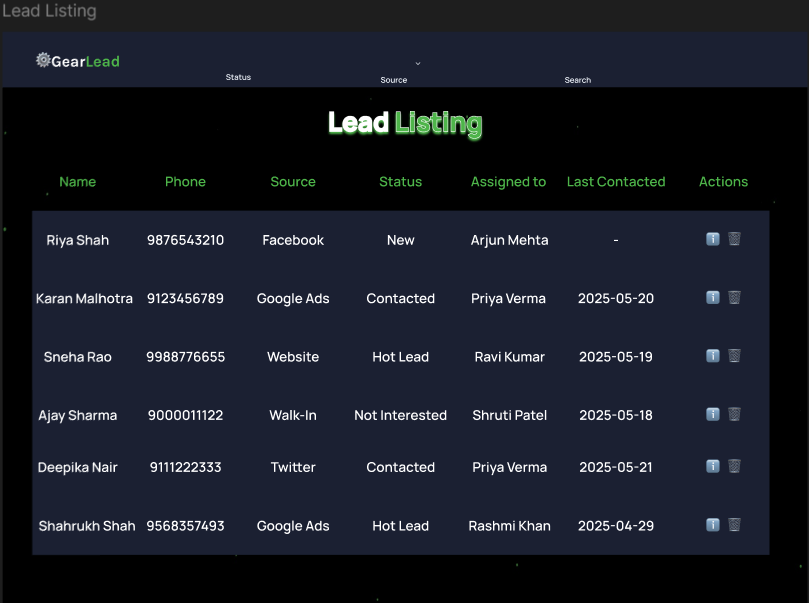 Lead Listing
GearLead
Status Source Search
Lead Listing
Name Phone Source Status Assigned to Last Contacted Actions
Riya Shah 9876543210 Facebook New Arjun Mehta -
Karan Malhotra 9123456789 Google Ads Contacted Priya Verma 2025-05-20
Sneha Rao 9988776655 Website Hot Lead Ravi Kumar 2025-05-19
Ajay Sharma 9000011122 Walk-In Not Interested Shruti Patel 2025-05-18
Deepika Nair 9111222333 Twitter Contacted Priya Verma 2025-05-21
Shahrukh Shah 9568357493 Google Ads Hot Lead Rashmi Khan 2025-04-29